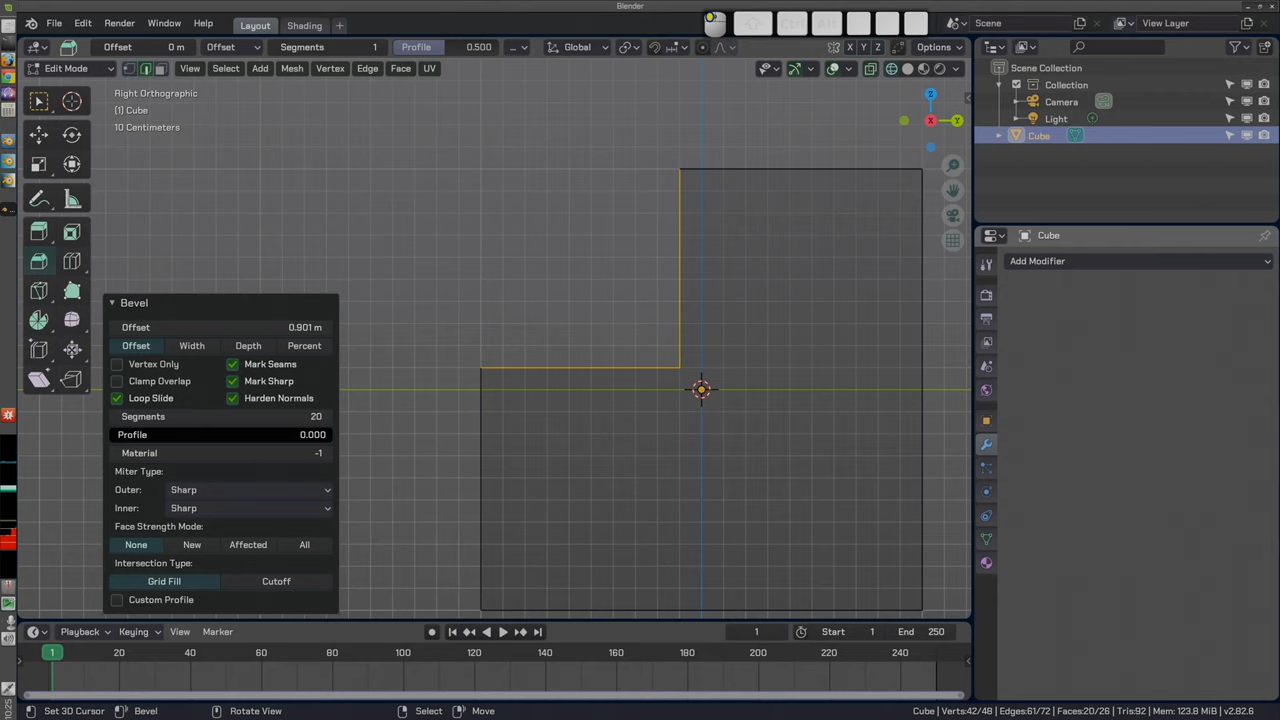 Blender
File Edit Render Window Help Layout Shading + Scene View Layer
Offset 0 m Offset Segments 1 Profile 0.500 Global X Y Z Options
Edit Mode View Select Add Mesh Vertex Edge Face UV
Right Orthographic
(1) Cube
10 Centimeters
Z
X
Y
Scene Collection
Collection
Camera
Light
Cube
Cube
Add Modifier
Bevel
Offset 0.901 m
Offset Width Depth Percent
Vertex Only Mark Seams
Clamp Overlap Mark Sharp
Loop Slide Harden Normals
Segments 20
Profile 0.000
Material -1
Miter Type:
Outer: Sharp
Inner: Sharp
Face Strength Mode:
None New Affected All
Intersection Type:
Grid Fill Cutoff
Custom Profile
Playback Keying View Marker 1 Start 1 End 250
1 20 40 60 80 100 120 140 160 180 200 220 240
10:25
Set 3D Cursor Bevel Rotate View Select Move Cube | Verts:42/48 | Edges:61/72 | Faces:20/26 | Tris:92 | Mem: 123.8 MiB | v2.82.6